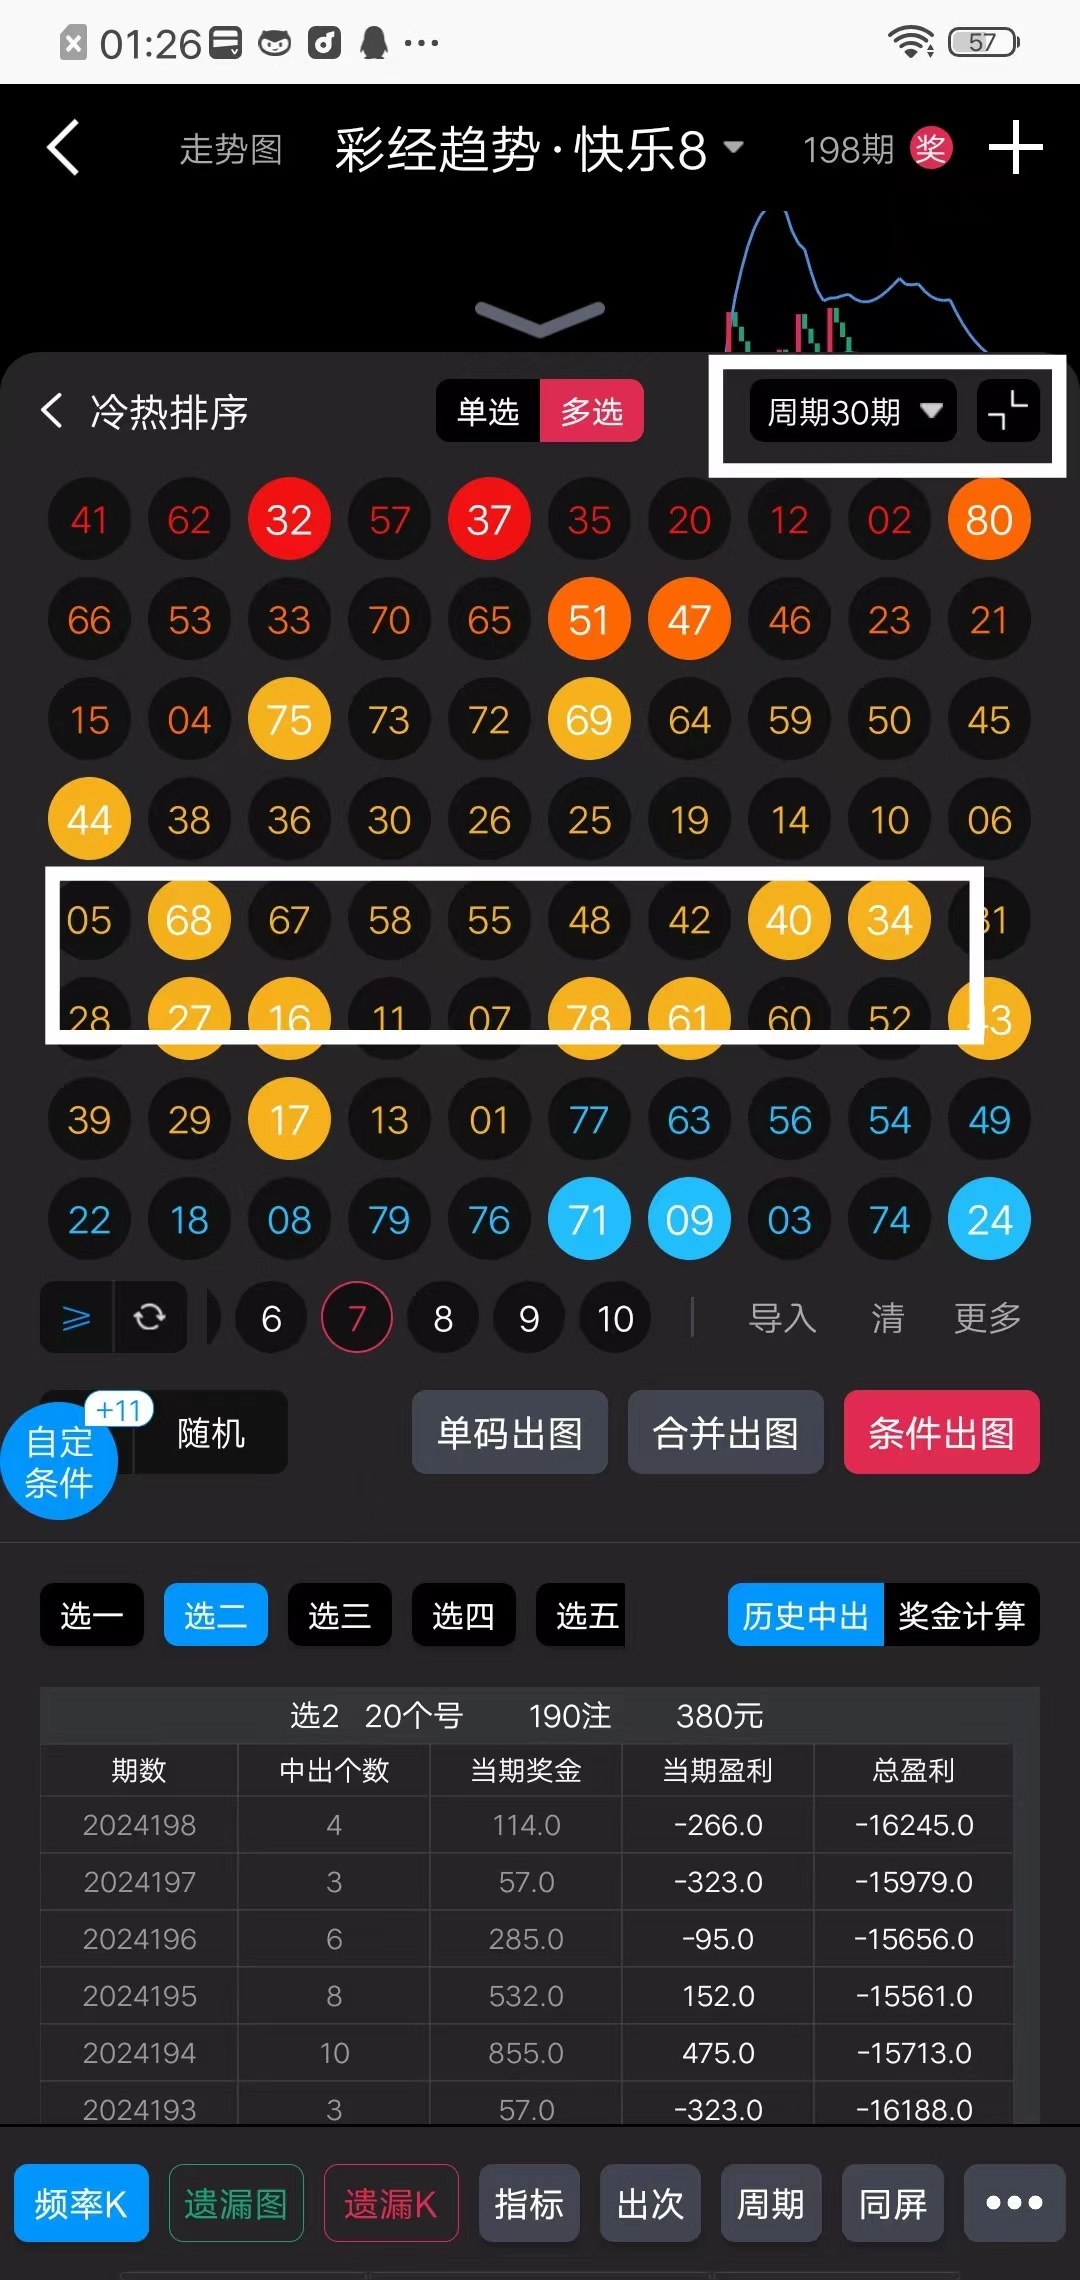 01:26 57
走势图 彩经趋势·快乐8 198期 奖
冷热排序 单选 多选 周期30期
41 62 32 57 37 35 20 12 02 80
66 53 33 70 65 51 47 46 23 21
15 04 75 73 72 69 64 59 50 45
44 38 36 30 26 25 19 14 10 06
05 68 67 58 55 48 42 40 34 31
28 27 16 11 07 78 61 60 52 43
39 29 17 13 01 77 63 56 54 49
22 18 08 79 76 71 09 03 74 24
≥ 6 7 8 9 10 导入 清 更多
+11
自定
条件
随机 单码出图 合并出图 条件出图
选一 选二 选三 选四 选五 历史中出 奖金计算
选2 20个号 190注 380元
期数 中出个数 当期奖金 当期盈利 总盈利
2024198 4 114.0 -266.0 -16245.0
2024197 3 57.0 -323.0 -15979.0
2024196 6 285.0 -95.0 -15656.0
2024195 8 532.0 152.0 -15561.0
2024194 10 855.0 475.0 -15713.0
2024193 3 57.0 -323.0 -16188.0
频率K 遗漏图 遗漏K 指标 出次 周期 同屏